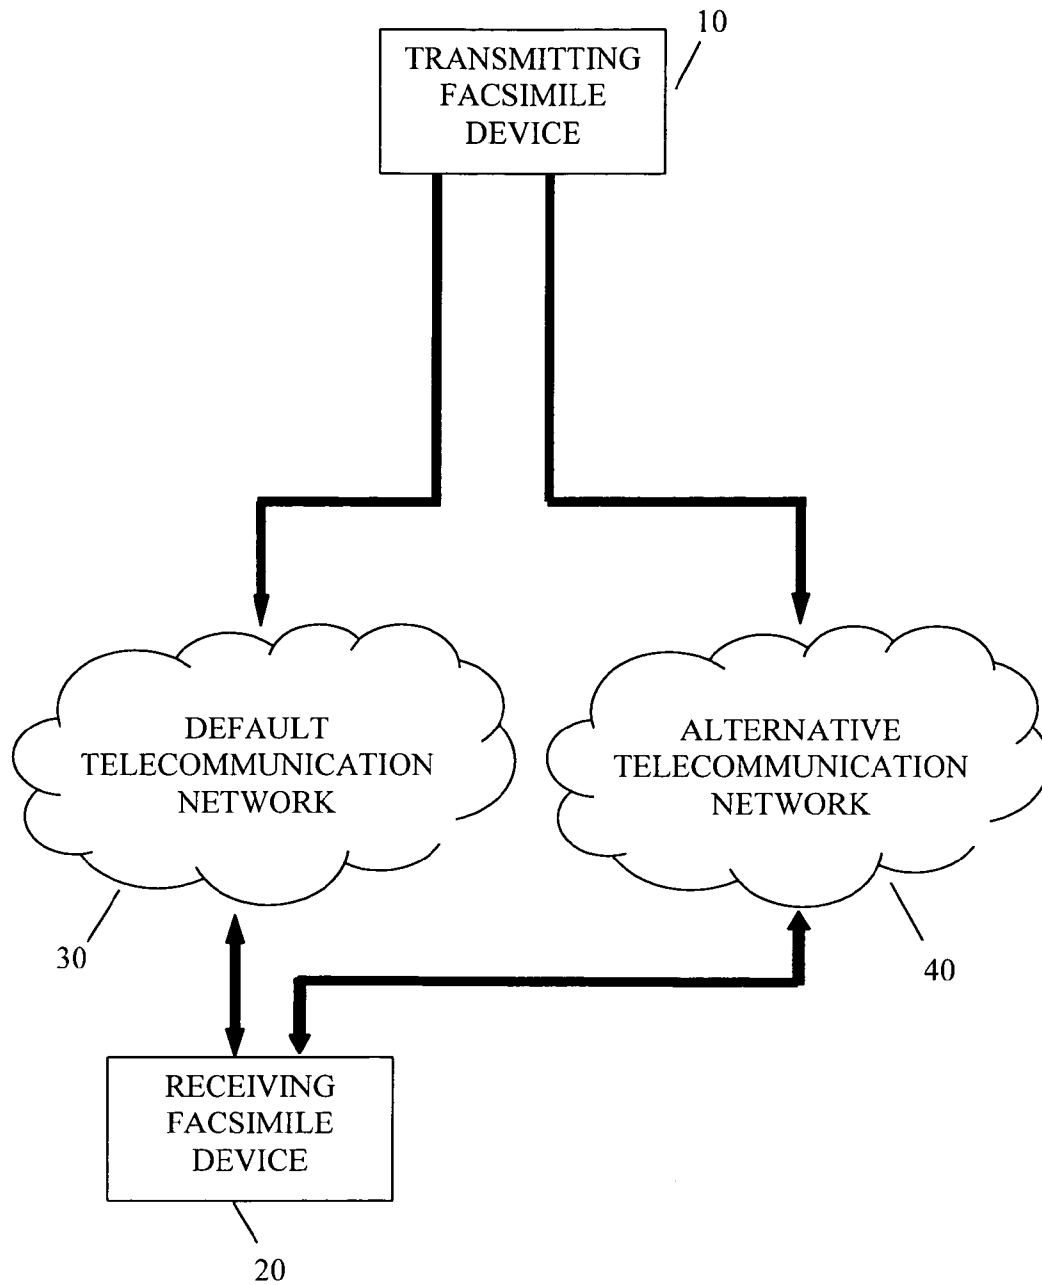 10
TRANSMITTING
FACSIMILE
DEVICE
DEFAULT
TELECOMMUNICATION
NETWORK
ALTERNATIVE
TELECOMMUNICATION
NETWORK
30
40
RECEIVING
FACSIMILE
DEVICE
20